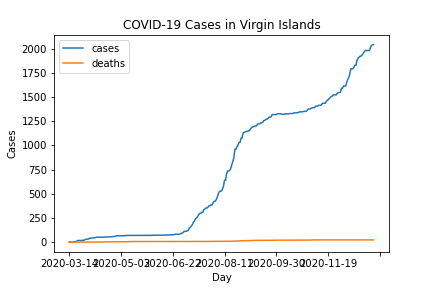 COVID-19 Cases in Virgin Islands
cases
deaths
2000
1750
1500
1250
1000
750
500
250
0
Cases
2020-03-14 2020-05-03 2020-06-22 2020-08-11 2020-09-30 2020-11-19
Day